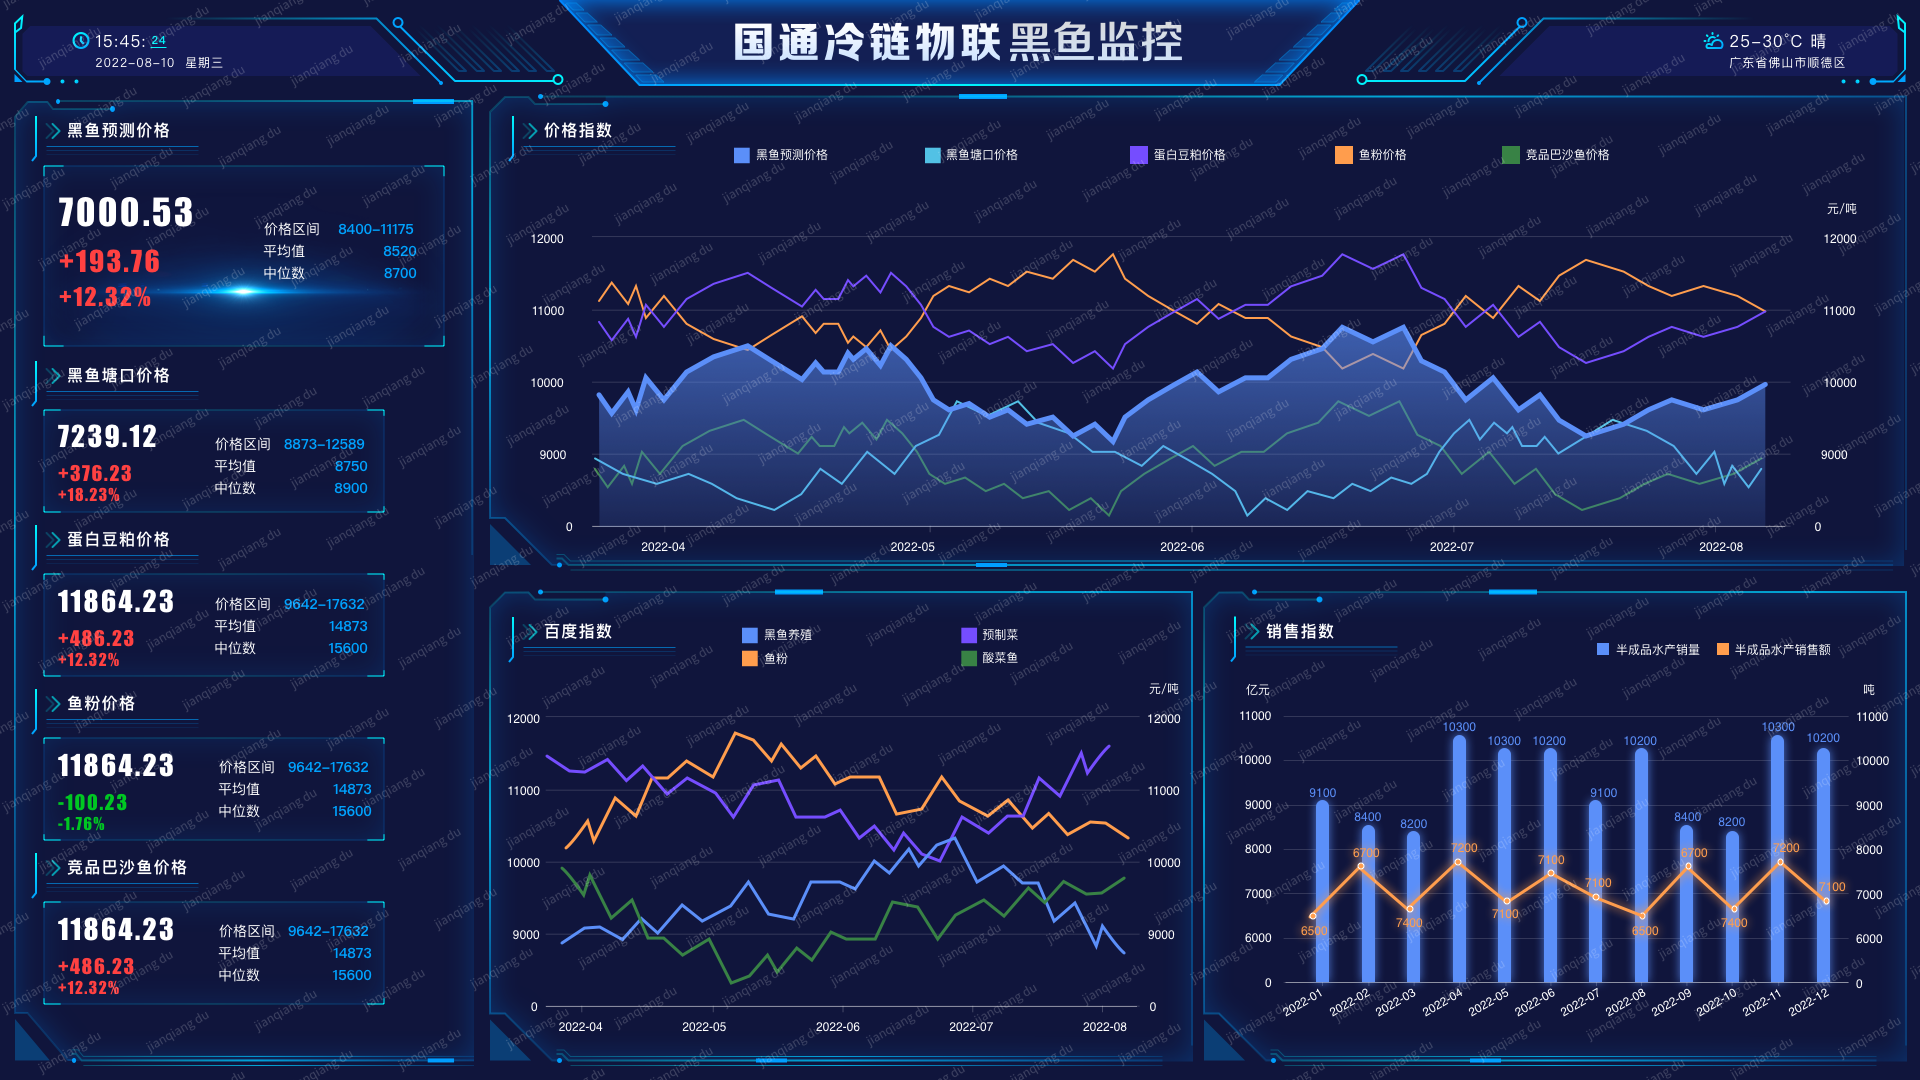 国通冷链物联黑鱼监控
15:45: 24
2022-08-10 星期三
25-30°C 晴
广东省佛山市顺德区
黑鱼预测价格
7000.53
+193.76
+12.32%
价格区间 8400-11175
平均值 8520
中位数 8700
黑鱼塘口价格
7239.12
+376.23
+18.23%
价格区间 8873-12589
平均值 8750
中位数 8900
蛋白豆粕价格
11864.23
+486.23
+12.32%
价格区间 9642-17632
平均值 14873
中位数 15600
鱼粉价格
11864.23
-100.23
-1.76%
价格区间 9642-17632
平均值 14873
中位数 15600
竞品巴沙鱼价格
11864.23
+486.23
+12.32%
价格区间 9642-17632
平均值 14873
中位数 15600
价格指数
黑鱼预测价格 黑鱼塘口价格 蛋白豆粕价格 鱼粉价格 竞品巴沙鱼价格
元/吨
12000 12000
11000 11000
10000 10000
9000 9000
0 0
2022-04 2022-05 2022-06 2022-07 2022-08
百度指数
黑鱼养殖 预制菜
鱼粉 酸菜鱼
元/吨
12000 12000
11000 11000
10000 10000
9000 9000
0 0
2022-04 2022-05 2022-06 2022-07 2022-08
销售指数
半成品水产销量 半成品水产销售额
亿元 吨
11000 11000
10000 10000
9000 9000
8000 8000
7000 7000
6000 6000
0 0
9100 8400 8200 10300 10300 10200 9100 10200 8400 8200 10300 10200
6500 6700 7400 7200 7100 7100 7100 6500 6700 7400 7200 7100
2022-01 2022-02 2022-03 2022-04 2022-05 2022-06 2022-07 2022-08 2022-09 2022-10 2022-11 2022-12
jianqiang du